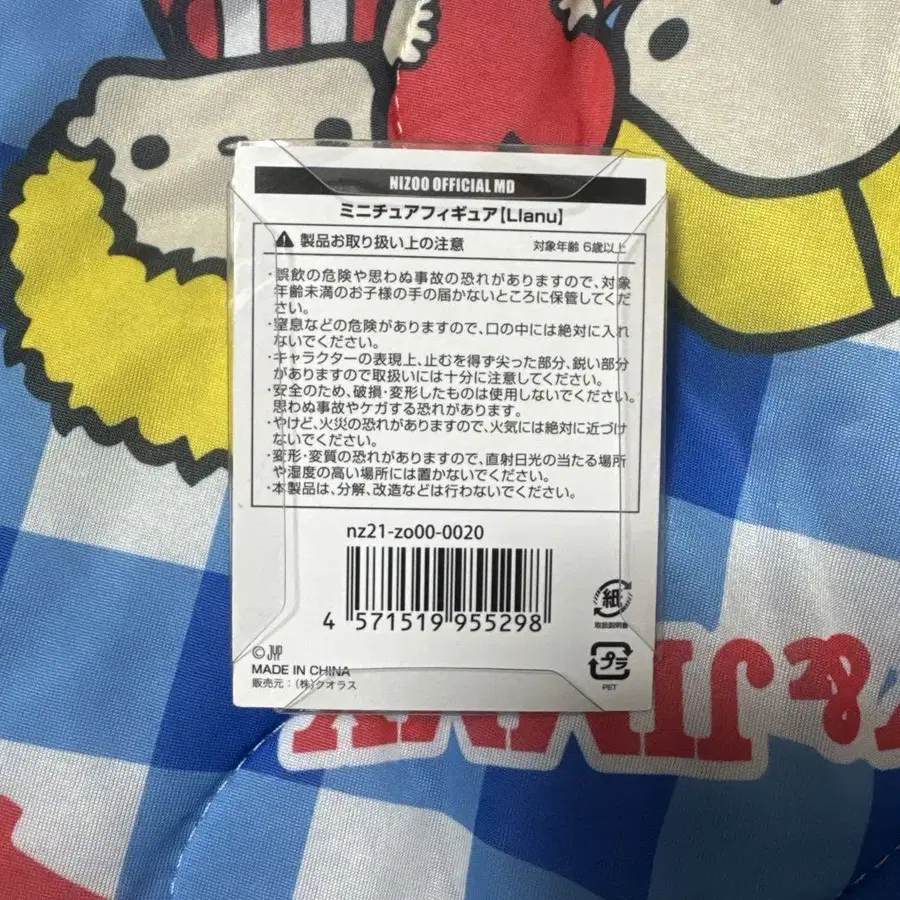 NIZOO OFFICIAL MD
ミニチュアフィギュア【LIanu】
製品お取り扱い上の注意 対象年齢 6歳以上
・誤飲の危険や思わぬ事故の恐れがありますので、対象
年齢未満のお子様の手の届かないところに保管してくだ
さい。
・窒息などの危険がありますので、口の中には絶対に入れ
ないでください。
・キャラクターの表現上、止むを得ず尖った部分、鋭い部分
がありますので取扱いには十分に注意してください。
・安全のため、破損・変形したものは使用しないでください。
思わぬ事故やケガする恐れがあります。
・やけど、火災の恐れがありますので、火気には絶対に近づけ
ないでください。
・変形・変質の恐れがありますので、直射日光の当たる場所
や湿度の高い場所には置かないでください。
・本製品は、分解、改造などは行わないでください。
nz21-zo00-0020
4 571519 955298
紙
取扱説明書
プラ
PET
© JYP
MADE IN CHINA
販売元：(株)クオラス